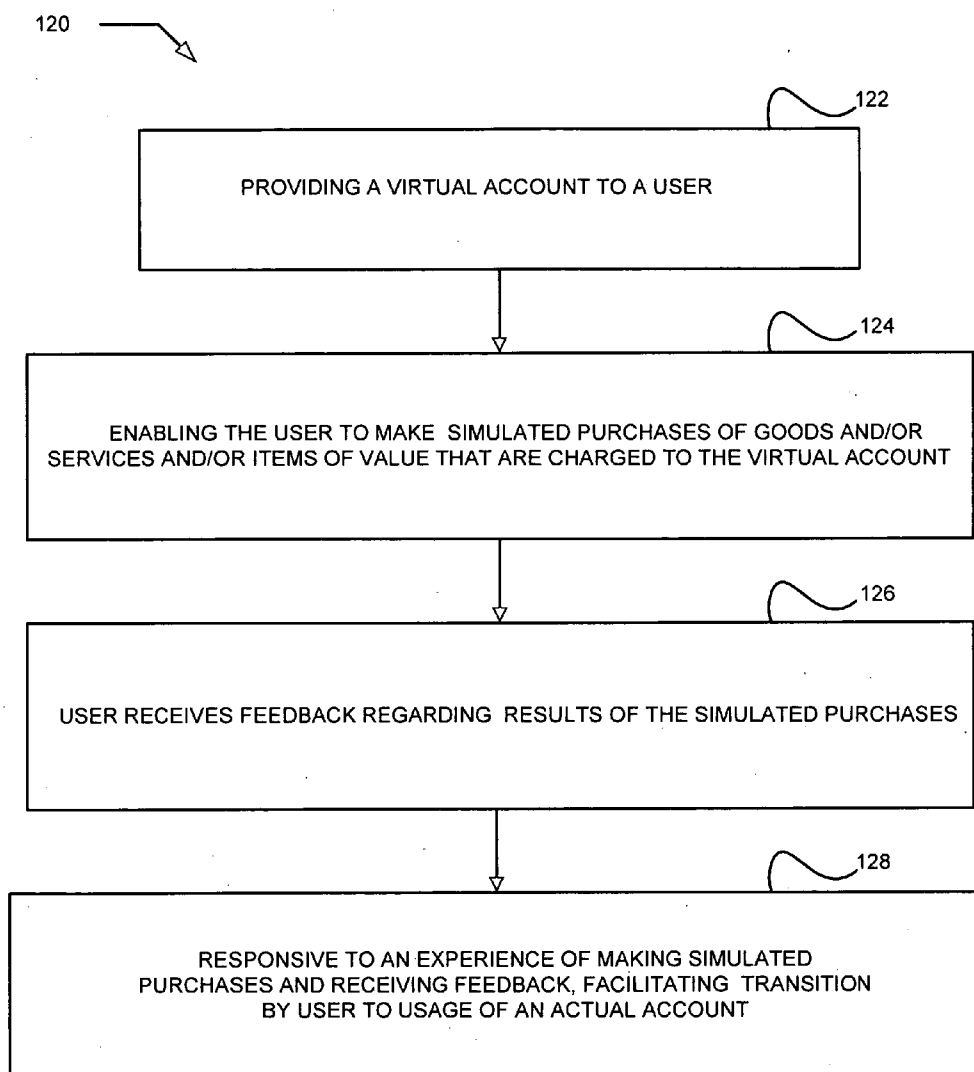 120
122
PROVIDING A VIRTUAL ACCOUNT TO A USER
124
ENABLING THE USER TO MAKE SIMULATED PURCHASES OF GOODS AND/OR
SERVICES AND/OR ITEMS OF VALUE THAT ARE CHARGED TO THE VIRTUAL ACCOUNT
126
USER RECEIVES FEEDBACK REGARDING RESULTS OF THE SIMULATED PURCHASES
128
RESPONSIVE TO AN EXPERIENCE OF MAKING SIMULATED
PURCHASES AND RECEIVING FEEDBACK, FACILITATING TRANSITION
BY USER TO USAGE OF AN ACTUAL ACCOUNT